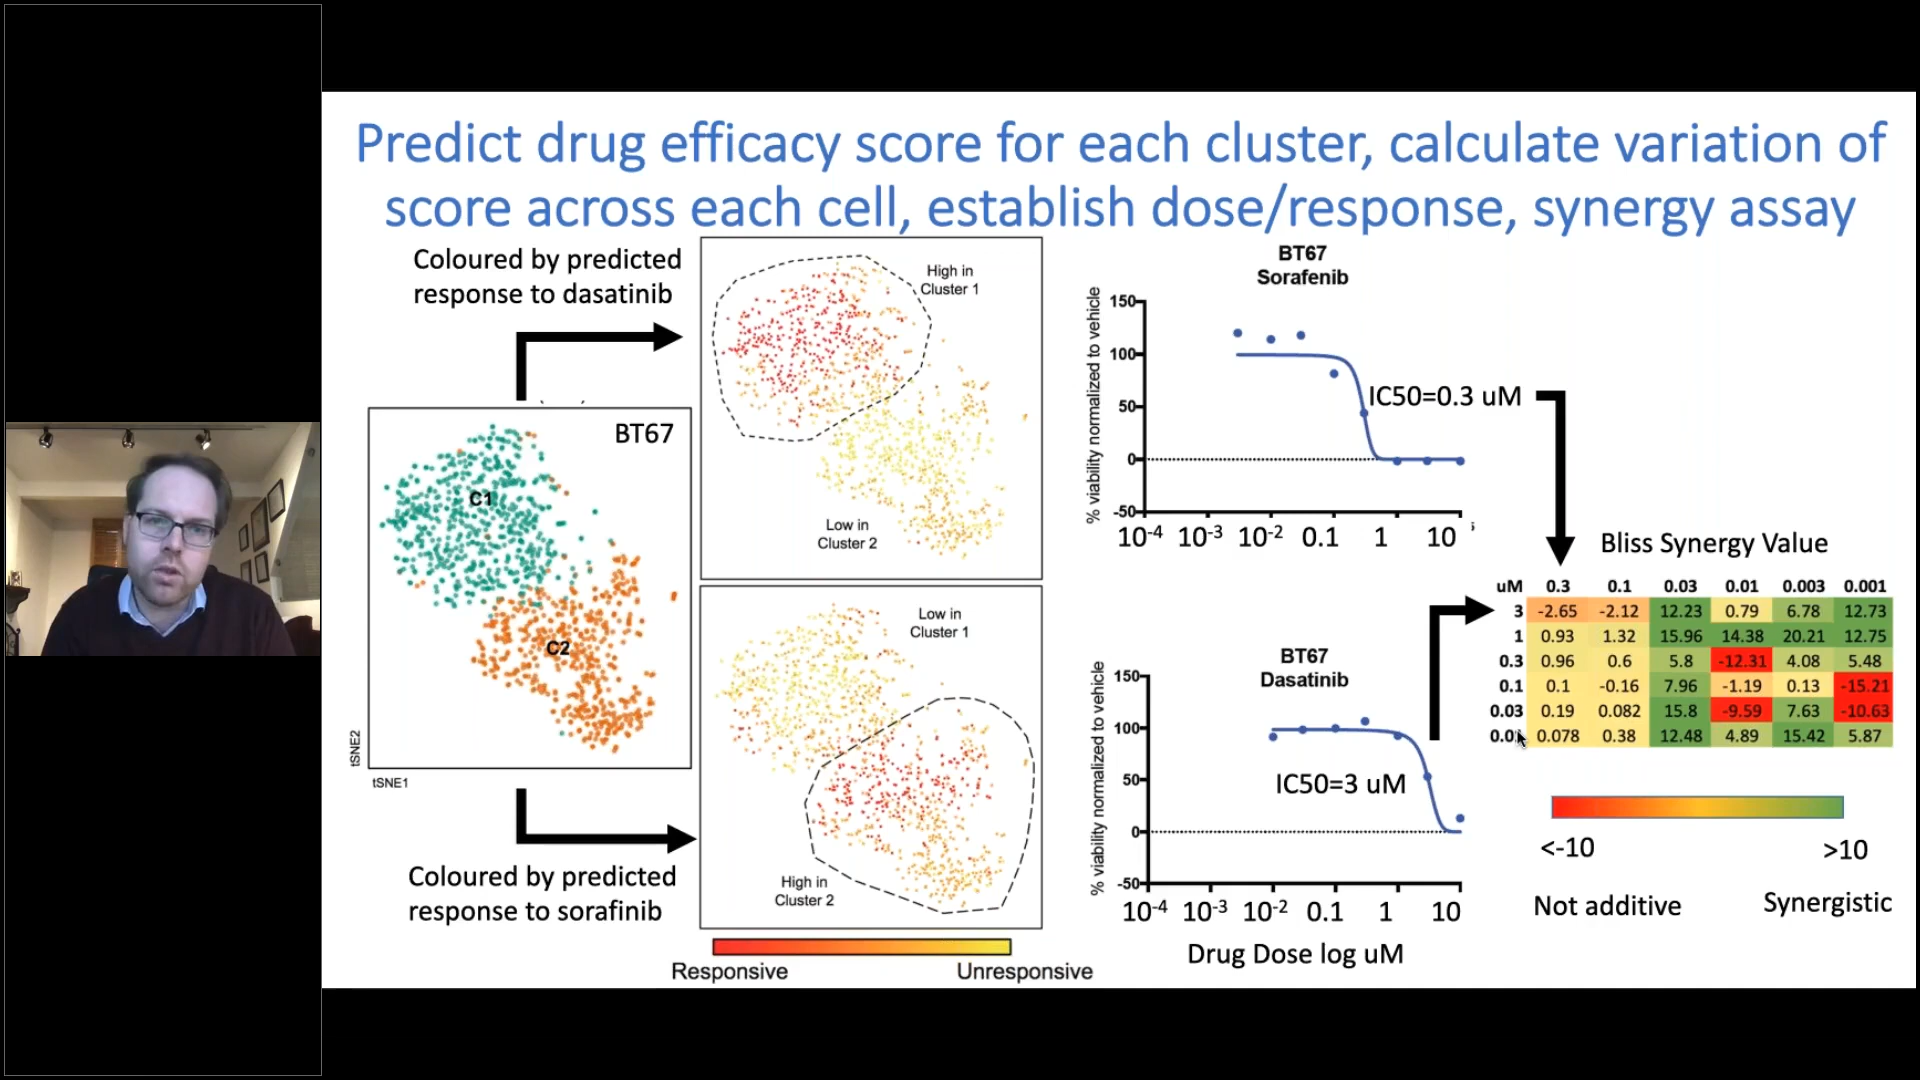 Predict drug efficacy score for each cluster, calculate variation of
score across each cell, establish dose/response, synergy assay
Coloured by predicted
response to dasatinib
High in
Cluster 1
Low in
Cluster 2
BT67
C1
C2
tSNE2
tSNE1
Low in
Cluster 1
High in
Cluster 2
Coloured by predicted
response to sorafinib
Responsive
Unresponsive
BT67
Sorafenib
% viability normalized to vehicle
150
100
50
0
-50
10-4 10-3 10-2 0.1 1 10
IC50=0.3 uM
BT67
Dasatinib
% viability normalized to vehicle
150
100
50
0
-50
10-4 10-3 10-2 0.1 1 10
IC50=3 uM
Drug Dose log uM
Bliss Synergy Value
uM 0.3 0.1 0.03 0.01 0.003 0.001
3 -2.65 -2.12 12.23 0.79 6.78 12.73
1 0.93 1.32 15.96 14.38 20.21 12.75
0.3 0.96 0.6 5.8 -12.31 4.08 5.48
0.1 0.1 -0.16 7.96 -1.19 0.13 -15.21
0.03 0.19 0.082 15.8 -9.59 7.63 -10.63
0.078 0.38 12.48 4.89 15.42 5.87
<-10
>10
Not additive
Synergistic